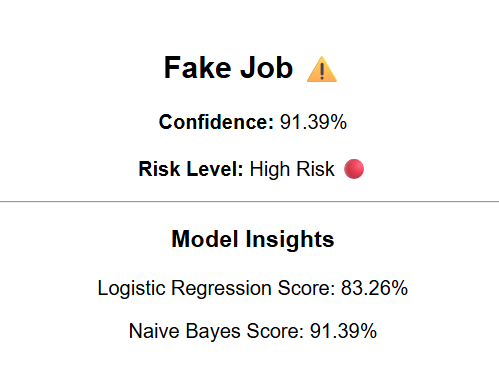 Fake Job ⚠️
Confidence: 91.39%
Risk Level: High Risk 🔴
Model Insights
Logistic Regression Score: 83.26%
Naive Bayes Score: 91.39%